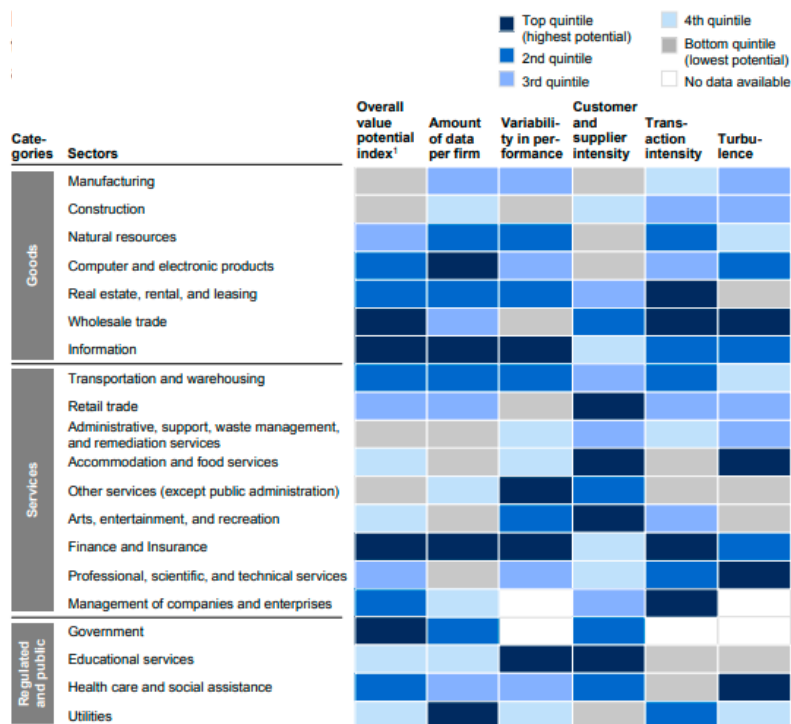 Top quintile
(highest potential)
2nd quintile
3rd quintile
4th quintile
Bottom quintile
(lowest potential)
No data available
Cate-
gories
Sectors
Overall
value
potential
index¹
Amount
of data
per firm
Variabili-
ty in per-
formance
Customer
and
supplier
intensity
Trans-
action
intensity
Turbu-
lence
Goods
Manufacturing
Construction
Natural resources
Computer and electronic products
Real estate, rental, and leasing
Wholesale trade
Information
Services
Transportation and warehousing
Retail trade
Administrative, support, waste management,
and remediation services
Accommodation and food services
Other services (except public administration)
Arts, entertainment, and recreation
Finance and Insurance
Professional, scientific, and technical services
Management of companies and enterprises
Regulated
and public
Government
Educational services
Health care and social assistance
Utilities